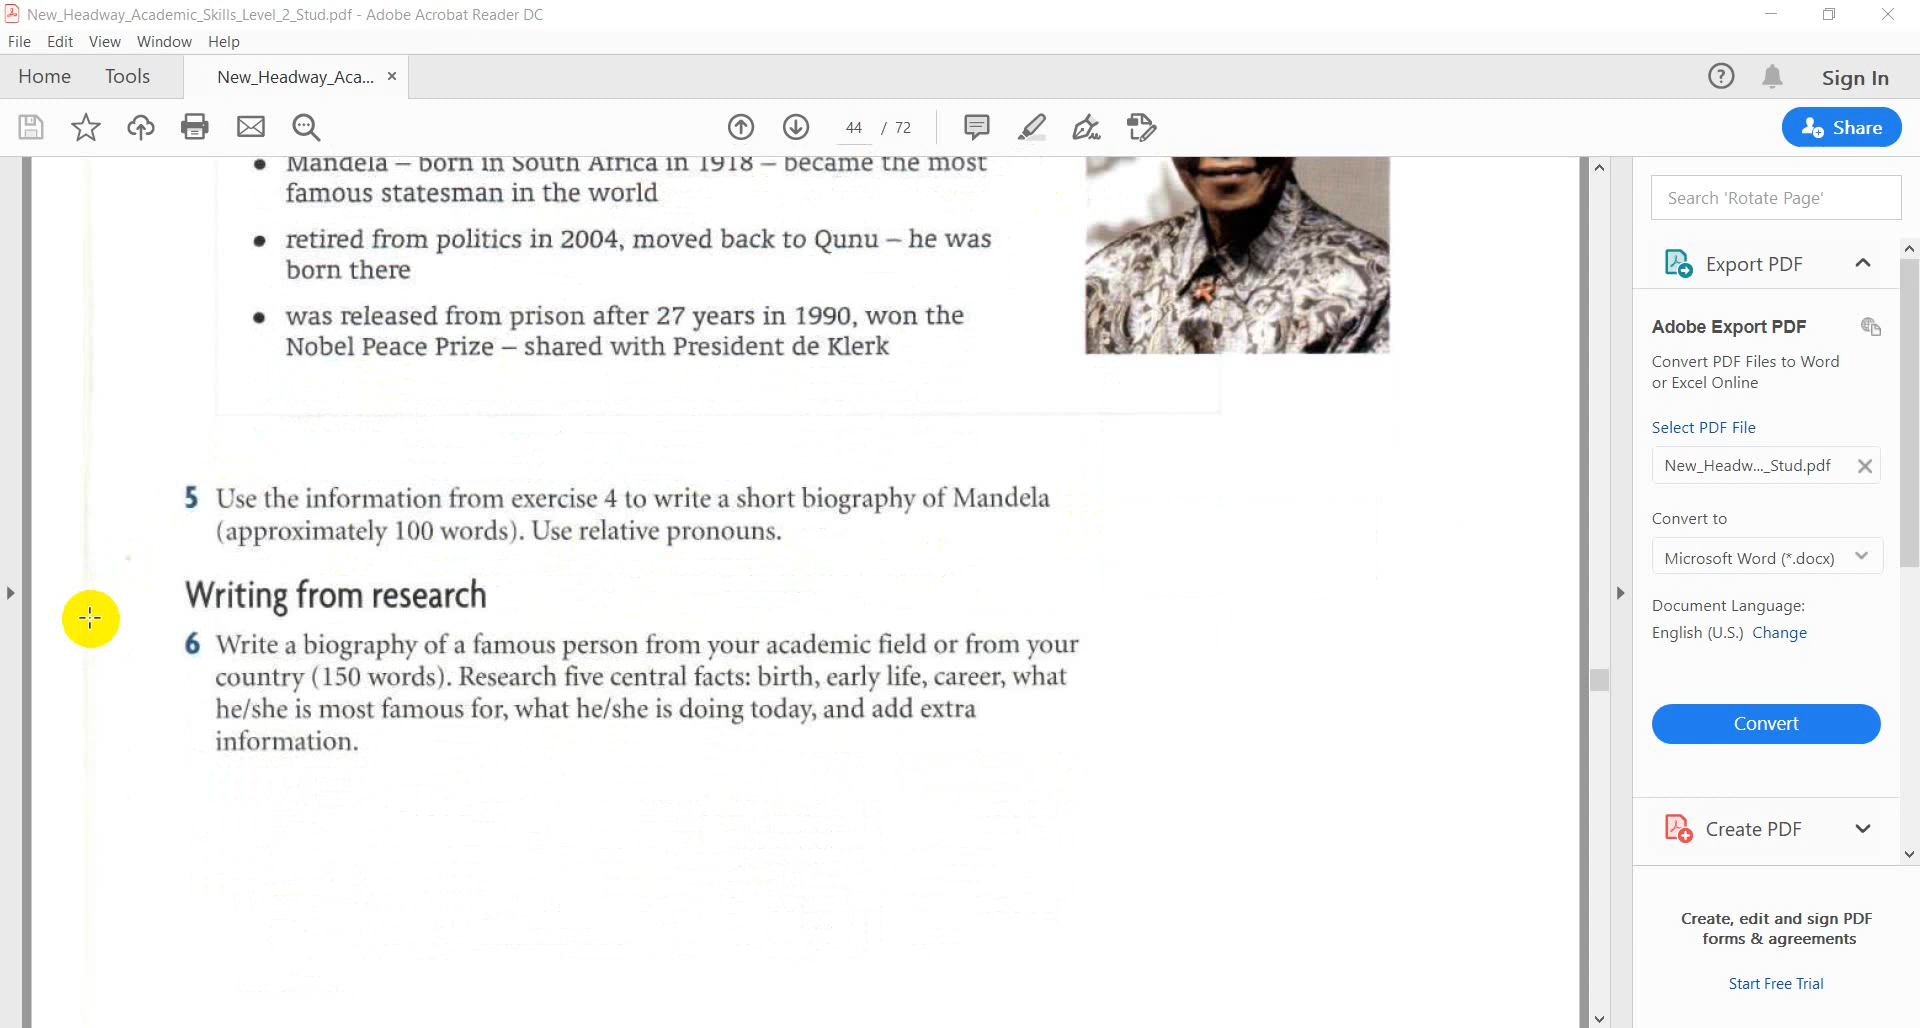 New_Headway_Academic_Skills_Level_2_Stud.pdf - Adobe Acrobat Reader DC
File Edit View Window Help
Home Tools New_Headway_Aca... × Sign In
44 / 72 Share
Mandela – born in South Africa in 1918 – became the most
famous statesman in the world
retired from politics in 2004, moved back to Qunu – he was
born there
was released from prison after 27 years in 1990, won the
Nobel Peace Prize – shared with President de Klerk
5 Use the information from exercise 4 to write a short biography of Mandela
(approximately 100 words). Use relative pronouns.
Writing from research
6 Write a biography of a famous person from your academic field or from your
country (150 words). Research five central facts: birth, early life, career, what
he/she is most famous for, what he/she is doing today, and add extra
information.
Search 'Rotate Page'
Export PDF
Adobe Export PDF
Convert PDF Files to Word
or Excel Online
Select PDF File
New_Headw..._Stud.pdf
Convert to
Microsoft Word (*.docx)
Document Language:
English (U.S.) Change
Convert
Create PDF
Create, edit and sign PDF
forms & agreements
Start Free Trial